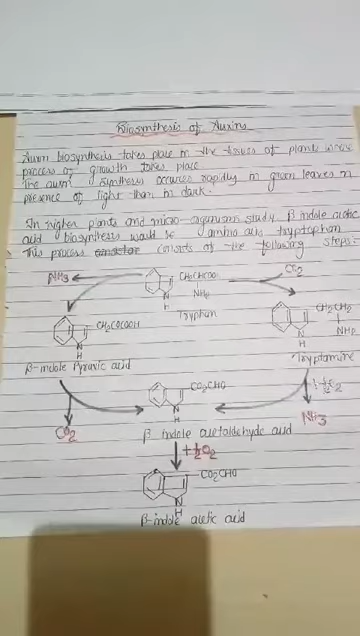 Biosynthesis of Auxins
Auxin biosynthesis takes place in the tissues of plants where
process of growth takes place.
The auxin synthesis occures rapidly in green leaves in
presence of light than in dark.
In higher plants and micro-organism study β indole acetic
acid biosynthesis would be amino acid tryptophan
This process consists of the following steps:-
NH3
CH2CHCOO
CO2
NH2
N
H
Tryphan
CH2COCOOH
N
H
CH2CH2
NH2
N
H
β-indole Pyruvic acid
Tryptamine
CO2CHO
N
H
+½O2
CO2
NH3
β indole acetaldehyde acid
+½O2
CO2CHO
N
H
β-indole acetic acid